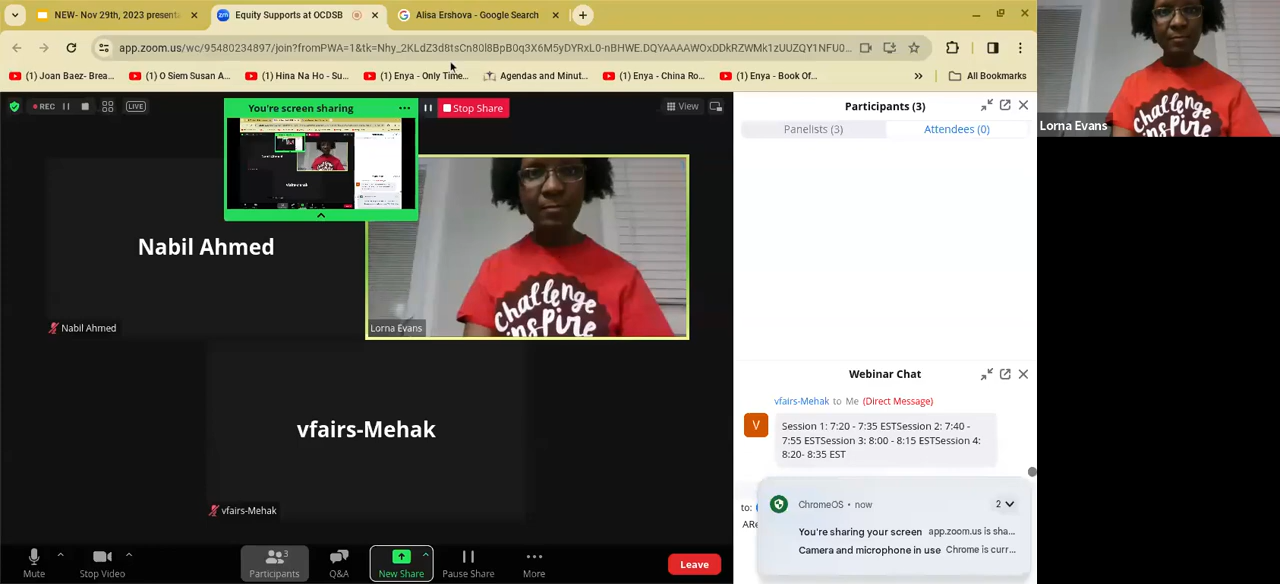 NEW- Nov 29th, 2023 presenta
Equity Supports at OCDSB
Alisa Ershova - Google Search
app.zoom.us/wc/95480234897/join?fromPWA=1&tk=Nhy_2KLdZ3d8tsCn80l8BpB0q3X6M5yDYRxL0-nBHWE.DQYAAAAWOxDDkRZWMk1zUUZQY1NFU0...
(1) Joan Baez- Brea...
(1) O Siem Susan A...
(1) Hina Na Ho - Su...
(1) Enya - Only Time...
Agendas and Minut...
(1) Enya - China Ro...
(1) Enya - Book Of...
All Bookmarks
REC
LIVE
You're screen sharing
Stop Share
View
Participants (3)
Panelists (3)
Attendees (0)
Nabil Ahmed
Nabil Ahmed
challenge
inspire
Lorna Evans
vfairs-Mehak
vfairs-Mehak
Webinar Chat
vfairs-Mehak to Me (Direct Message)
V
Session 1: 7:20 - 7:35 ESTSession 2: 7:40 -
7:55 ESTSession 3: 8:00 - 8:15 ESTSession 4:
8:20- 8:35 EST
to:
ARe
ChromeOS • now
2
You're sharing your screen app.zoom.us is sha...
Camera and microphone in use Chrome is curr...
Mute
Stop Video
3
Participants
Q&A
New Share
Pause Share
More
Leave
challenge
inspire
Lorna Evans